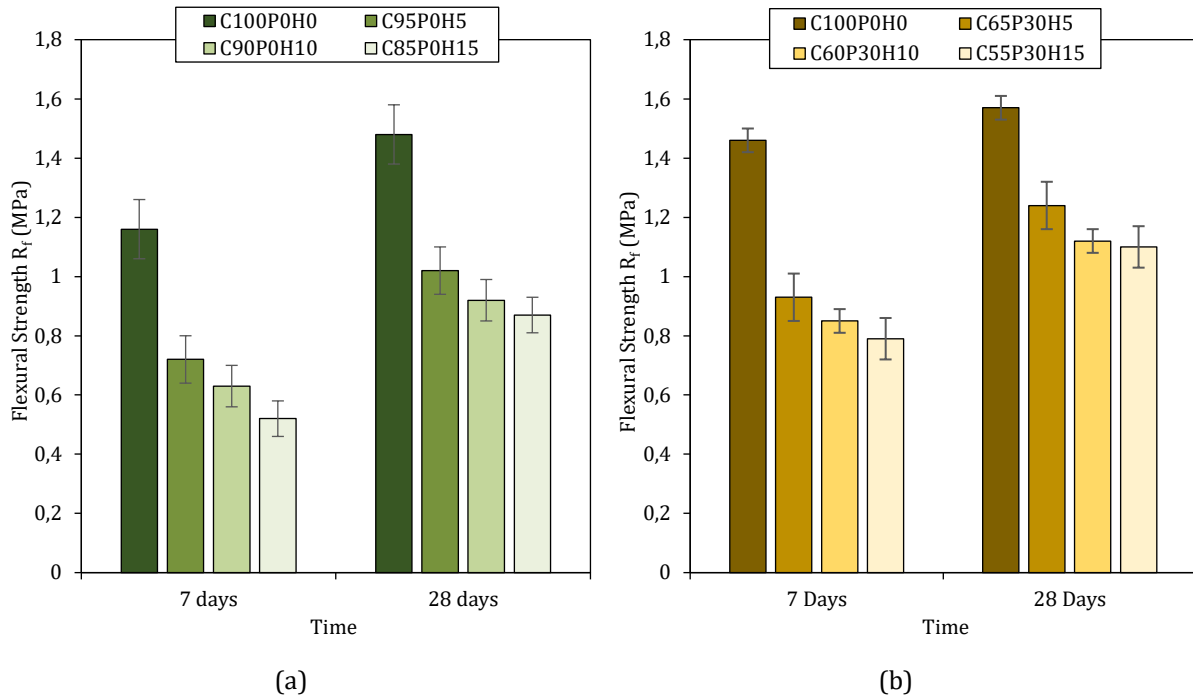 C100P0H0 C95P0H5
C90P0H10 C85P0H15
1,8
1,6
1,4
1,2
1
0,8
0,6
0,4
0,2
0
Flexural Strength Rf (MPa)
7 days 28 days
Time
(a)
C100P0H0 C65P30H5
C60P30H10 C55P30H15
1,8
1,6
1,4
1,2
1
0,8
0,6
0,4
0,2
0
Flexural Strength Rf (MPa)
7 Days 28 Days
Time
(b)